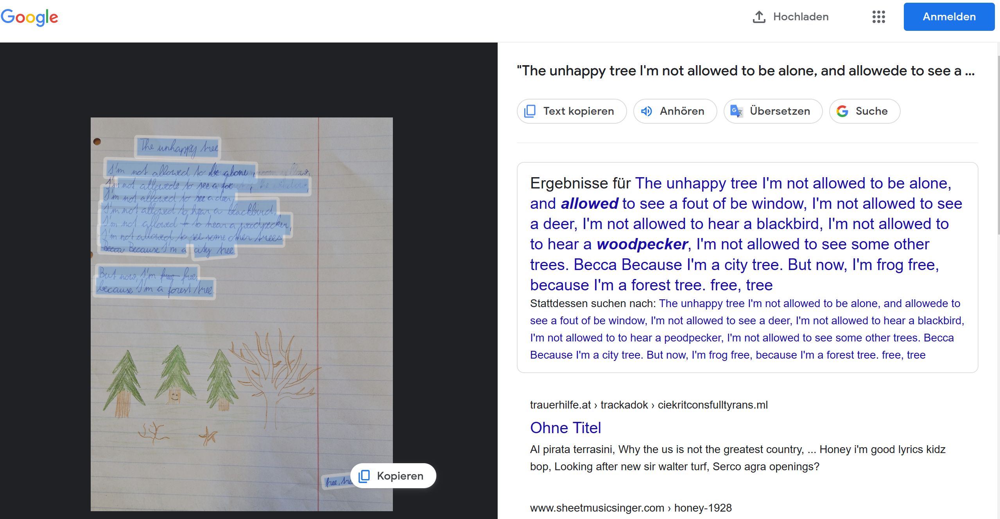 Google
Hochladen
Anmelden
The unhappy tree
I'm not allowed to be alone,
I'm not allowede to see a fox, the window,
I'm not allowed to see a deer,
I'm not allowed to hear a blackbird,
I'm not allowed to hear a woodpecker,
I'm not allowed to see some other trees.
Becau Because I'm a city tree.
But now, I'm free free,
because I'm a forest tree.
free, tree
Kopieren
"The unhappy tree I'm not allowed to be alone, and allowede to see a ...
Text kopieren
Anhören
Übersetzen
Suche
Ergebnisse für The unhappy tree I'm not allowed to be alone,
and allowed to see a fout of be window, I'm not allowed to see
a deer, I'm not allowed to hear a blackbird, I'm not allowed to
to hear a woodpecker, I'm not allowed to see some other
trees. Becca Because I'm a city tree. But now, I'm frog free,
because I'm a forest tree. free, tree
Stattdessen suchen nach: The unhappy tree I'm not allowed to be alone, and allowede to
see a fout of be window, I'm not allowed to see a deer, I'm not allowed to hear a blackbird,
I'm not allowed to to hear a peodpecker, I'm not allowed to see some other trees. Becca
Because I'm a city tree. But now, I'm frog free, because I'm a forest tree. free, tree
trauerhilfe.at › trackadok › ciekritconsfulltyrans.ml
Ohne Titel
Al pirata terrasini, Why the us is not the greatest country, ... Honey i'm good lyrics kidz
bop, Looking after new sir walter turf, Serco agra openings?
www.sheetmusicsinger.com › honey-1928